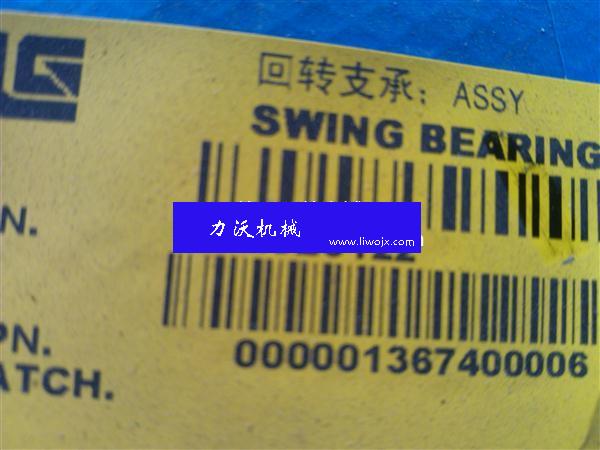 回转支承: ASSY
SWING BEARING
N.
力沃机械
www.liwojx.com
PN.
ATCH.
000001367400006